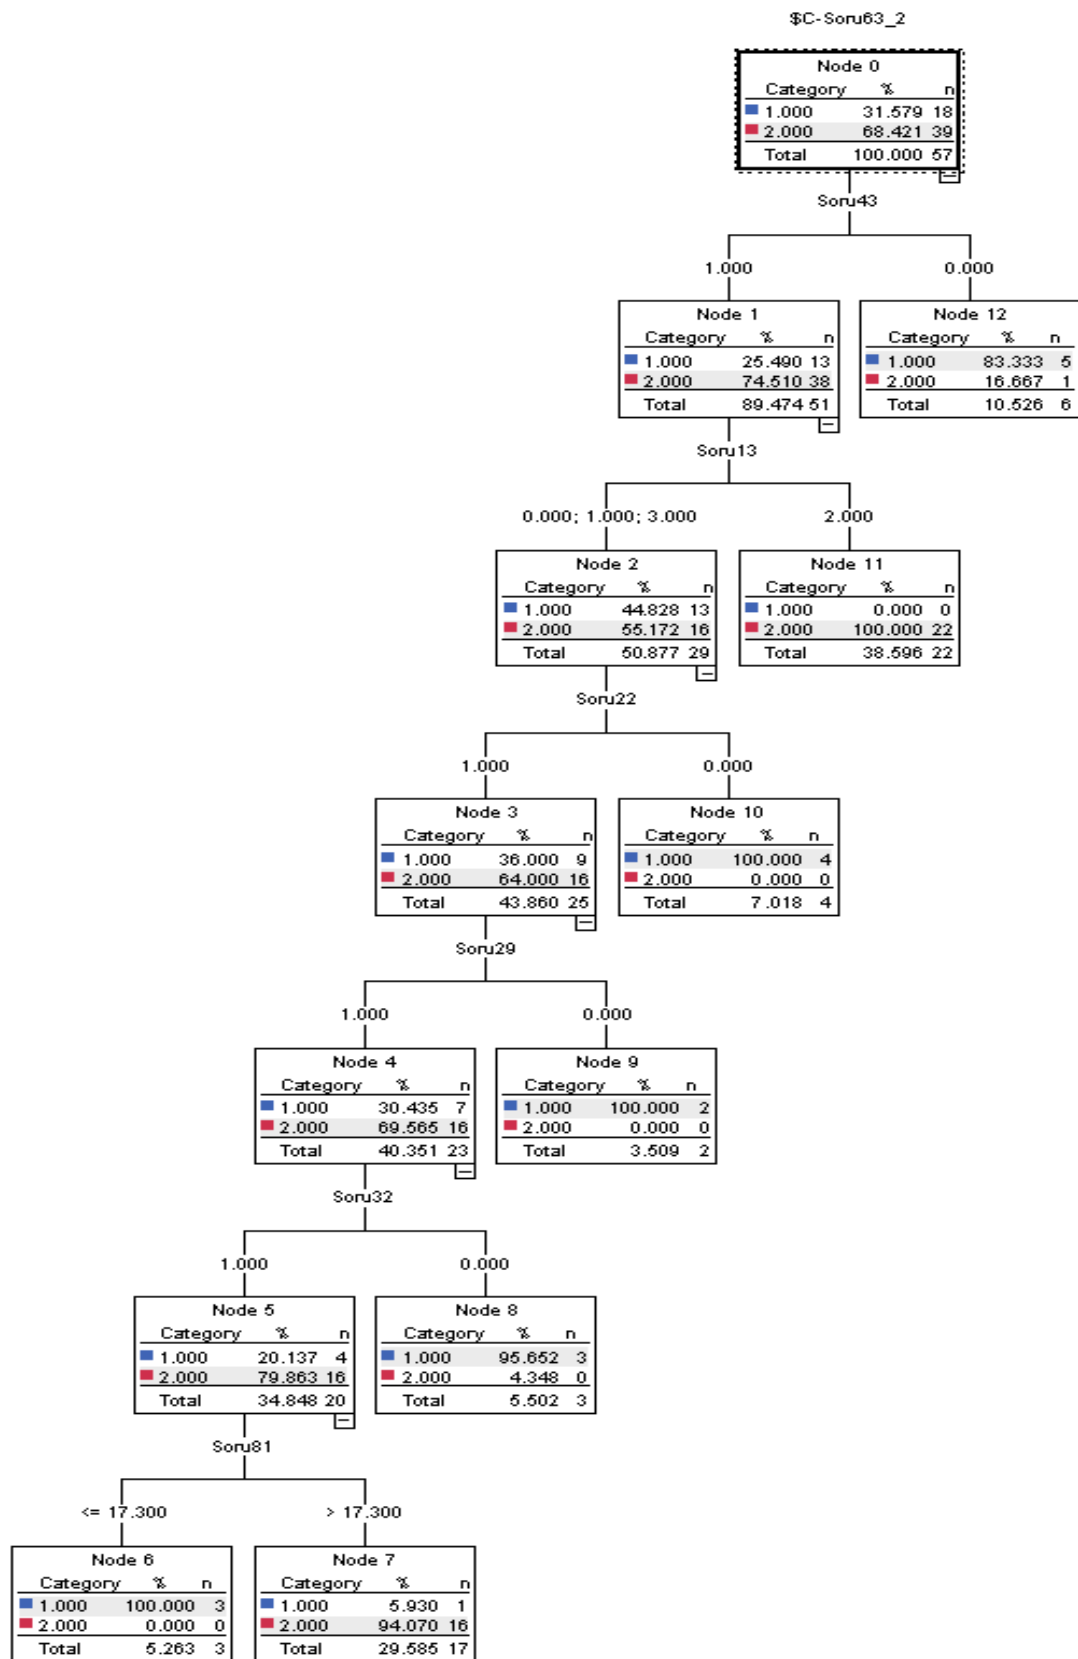 $C-Soru63_2
Node 0
Category % n
1.000 31.579 18
2.000 68.421 39
Total 100.000 57
Soru43
1.000 0.000
Node 1
Category % n
1.000 25.490 13
2.000 74.510 38
Total 89.474 51
Node 12
Category % n
1.000 83.333 5
2.000 16.667 1
Total 10.526 6
Soru13
0.000; 1.000; 3.000 2.000
Node 2
Category % n
1.000 44.828 13
2.000 55.172 16
Total 50.877 29
Node 11
Category % n
1.000 0.000 0
2.000 100.000 22
Total 38.596 22
Soru22
1.000 0.000
Node 3
Category % n
1.000 36.000 9
2.000 64.000 16
Total 43.860 25
Node 10
Category % n
1.000 100.000 4
2.000 0.000 0
Total 7.018 4
Soru29
1.000 0.000
Node 4
Category % n
1.000 30.435 7
2.000 69.565 16
Total 40.351 23
Node 9
Category % n
1.000 100.000 2
2.000 0.000 0
Total 3.509 2
Soru32
1.000 0.000
Node 5
Category % n
1.000 20.137 4
2.000 79.863 16
Total 34.848 20
Node 8
Category % n
1.000 95.652 3
2.000 4.348 0
Total 5.502 3
Soru81
<= 17.300 > 17.300
Node 6
Category % n
1.000 100.000 3
2.000 0.000 0
Total 5.263 3
Node 7
Category % n
1.000 5.930 1
2.000 94.070 16
Total 29.585 17